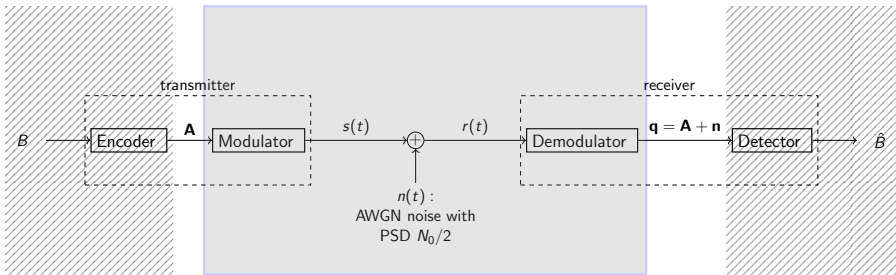 transmitter
receiver
B
Encoder
A
Modulator
s(t)
+
r(t)
Demodulator
q = A + n
Detector
B̂
n(t) :
AWGN noise with
PSD N₀/2